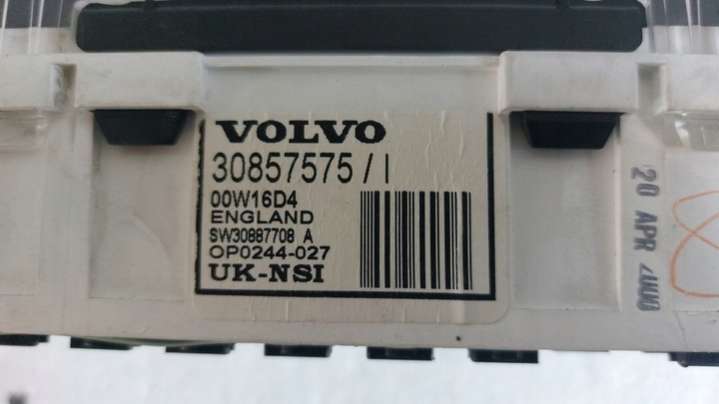 VOLVO
30857575/I
00W16D4
ENGLAND
SW30887708 A
OP0244-027
UK-NSI
20 APR 2000